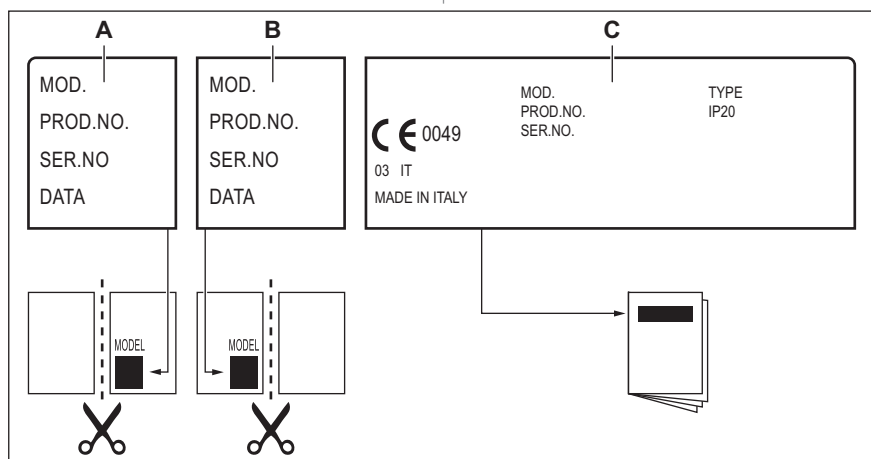 A
B
C
MOD.
PROD.NO.
SER.NO
DATA
MOD.
PROD.NO.
SER.NO
DATA
MOD.
PROD.NO.
SER.NO.
TYPE
IP20
CE 0049
03 IT
MADE IN ITALY
MODEL
MODEL